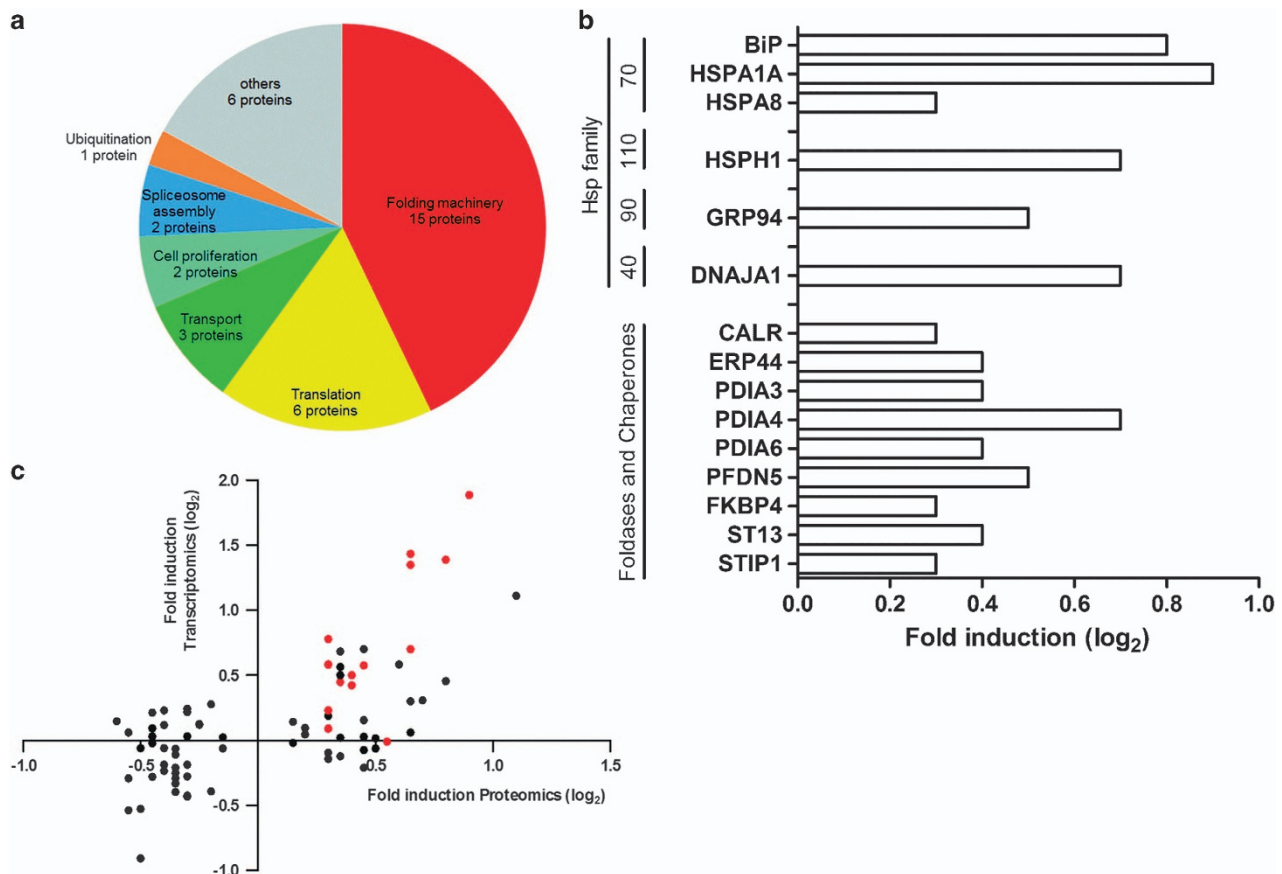 a
others
6 proteins
Ubiquitination
1 protein
Spliceosome
assembly
2 proteins
Cell proliferation
2 proteins
Transport
3 proteins
Translation
6 proteins
Folding machinery
15 proteins
b
Hsp family
70
110
90
40
Foldases and Chaperones
BiP
HSPA1A
HSPA8
HSPH1
GRP94
DNAJA1
CALR
ERP44
PDIA3
PDIA4
PDIA6
PFDN5
FKBP4
ST13
STIP1
0.0 0.2 0.4 0.6 0.8 1.0
Fold induction (log2)
c
Fold induction
Transcriptomics (log2)
2.0
1.5
1.0
0.5
-1.0 -0.5 0.5 1.0 1.5
Fold induction Proteomics (log2)
-0.5
-1.0